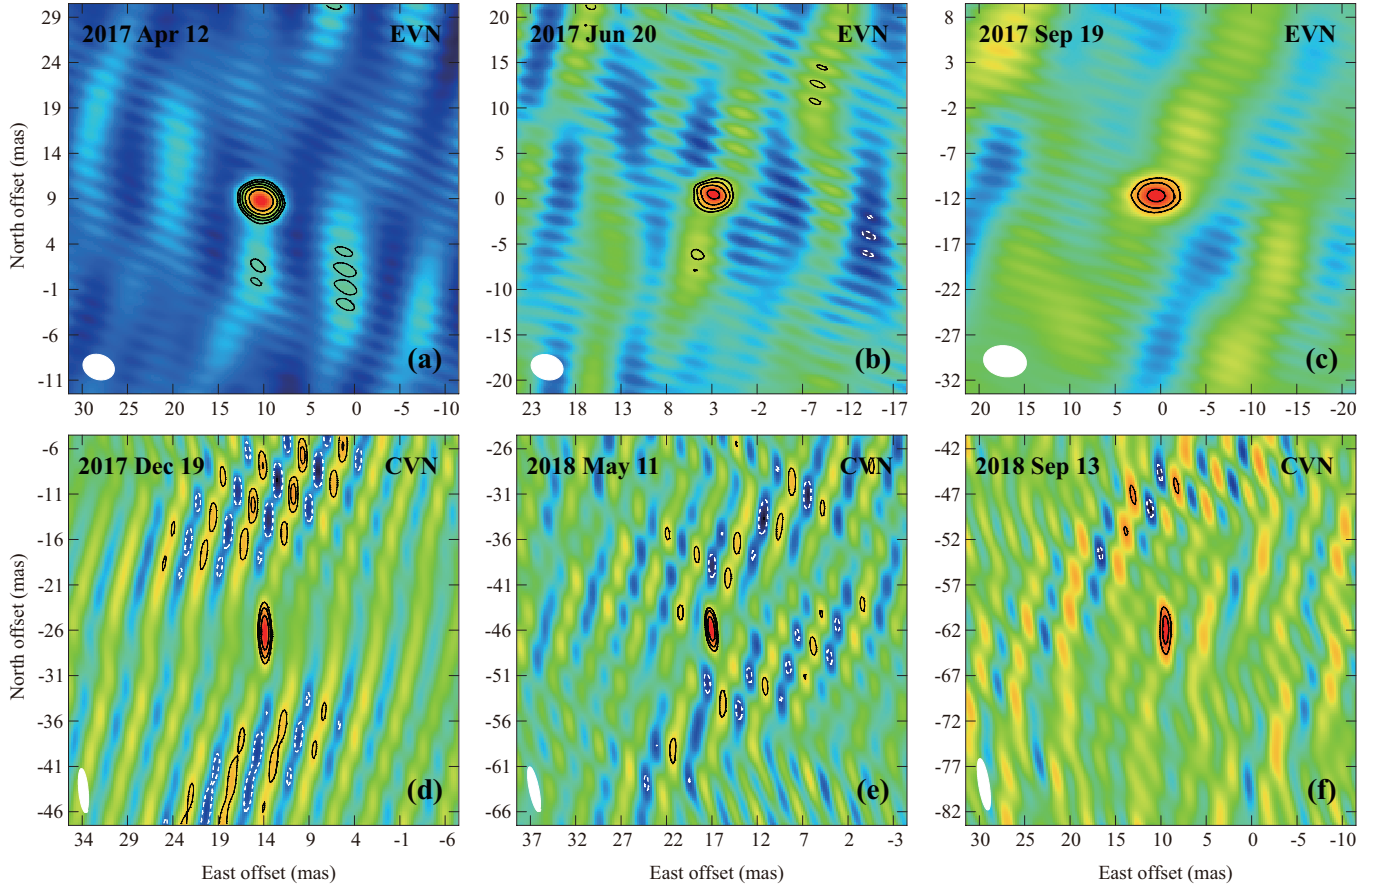 2017 Apr 12 EVN
29
24
19
14
9
4
-1
-6
-11
30 25 20 15 10 5 0 -5 -10
(a)
North offset (mas)
2017 Jun 20 EVN
20
15
10
5
0
-5
-10
-15
-20
23 18 13 8 3 -2 -7 -12 -17
(b)
2017 Sep 19 EVN
8
3
-2
-7
-12
-17
-22
-27
-32
20 15 10 5 0 -5 -10 -15 -20
(c)
2017 Dec 19 CVN
-6
-11
-16
-21
-26
-31
-36
-41
-46
34 29 24 19 14 9 4 -1 -6
(d)
North offset (mas)
East offset (mas)
2018 May 11 CVN
-26
-31
-36
-41
-46
-51
-56
-61
-66
37 32 27 22 17 12 7 2 -3
(e)
East offset (mas)
2018 Sep 13 CVN
-42
-47
-52
-57
-62
-67
-72
-77
-82
30 25 20 15 10 5 0 -5 -10
(f)
East offset (mas)